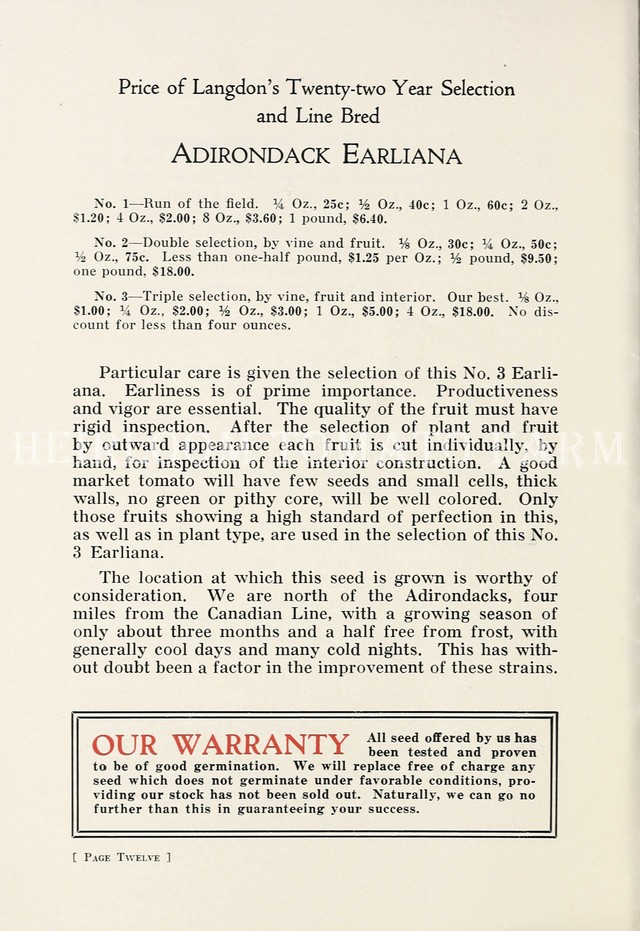 Price of Langdon's Twenty-two Year Selection
and Line Bred
ADIRONDACK EARLIANA
No. 1—Run of the field. ¼ Oz., 25c; ½ Oz., 40c; 1 Oz., 60c; 2 Oz.,
$1.20; 4 Oz., $2.00; 8 Oz., $3.60; 1 pound, $6.40.
No. 2—Double selection, by vine and fruit. ⅛ Oz., 30c; ¼ Oz., 50c;
½ Oz., 75c. Less than one-half pound, $1.25 per Oz.; ½ pound, $9.50;
one pound, $18.00.
No. 3—Triple selection, by vine, fruit and interior. Our best. ⅛ Oz.,
$1.00; ¼ Oz., $2.00; ½ Oz., $3.00; 1 Oz., $5.00; 4 Oz., $18.00. No dis-
count for less than four ounces.
Particular care is given the selection of this No. 3 Earli-
ana. Earliness is of prime importance. Productiveness
and vigor are essential. The quality of the fruit must have
rigid inspection. After the selection of plant and fruit
by outward appearance each fruit is cut individually, by
hand, for inspection of the interior construction. A good
market tomato will have few seeds and small cells, thick
walls, no green or pithy core, will be well colored. Only
those fruits showing a high standard of perfection in this,
as well as in plant type, are used in the selection of this No.
3 Earliana.
The location at which this seed is grown is worthy of
consideration. We are north of the Adirondacks, four
miles from the Canadian Line, with a growing season of
only about three months and a half free from frost, with
generally cool days and many cold nights. This has with-
out doubt been a factor in the improvement of these strains.
OUR WARRANTY All seed offered by us has
been tested and proven
to be of good germination. We will replace free of charge any
seed which does not germinate under favorable conditions, pro-
viding our stock has not been sold out. Naturally, we can go no
further than this in guaranteeing your success.
[ PAGE TWELVE ]